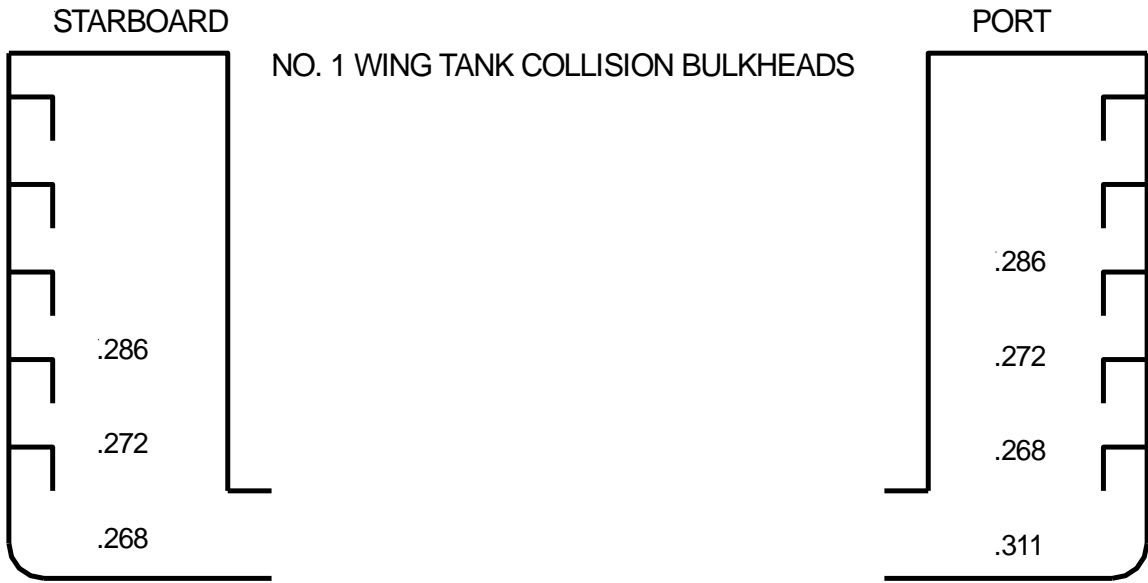 STARBOARD
PORT
NO. 1 WING TANK COLLISION BULKHEADS
.286
.272
.268
.286
.272
.268
.311